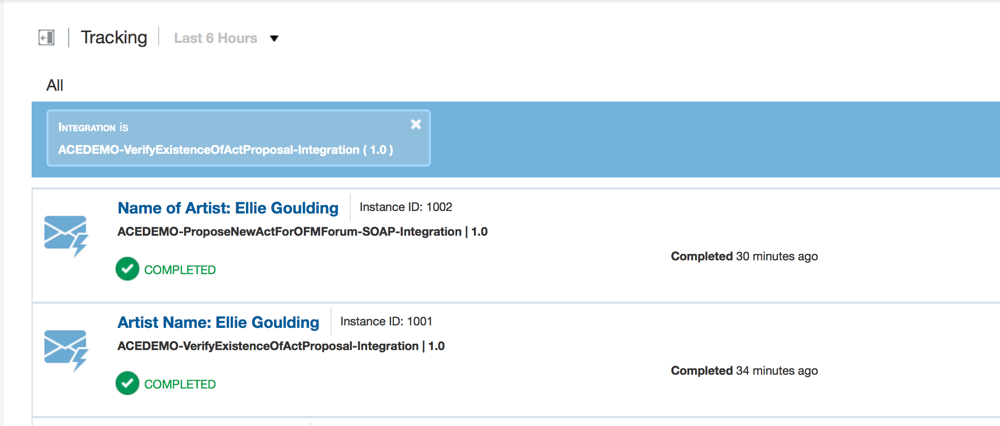 Tracking
Last 6 Hours
All
INTEGRATION is
ACEDEMO-VerifyExistenceOfActProposal-Integration ( 1.0 )
Name of Artist: Ellie Goulding
Instance ID: 1002
ACEDEMO-ProposeNewActForOFMForum-SOAP-Integration | 1.0
Completed 30 minutes ago
COMPLETED
Artist Name: Ellie Goulding
Instance ID: 1001
ACEDEMO-VerifyExistenceOfActProposal-Integration | 1.0
Completed 34 minutes ago
COMPLETED